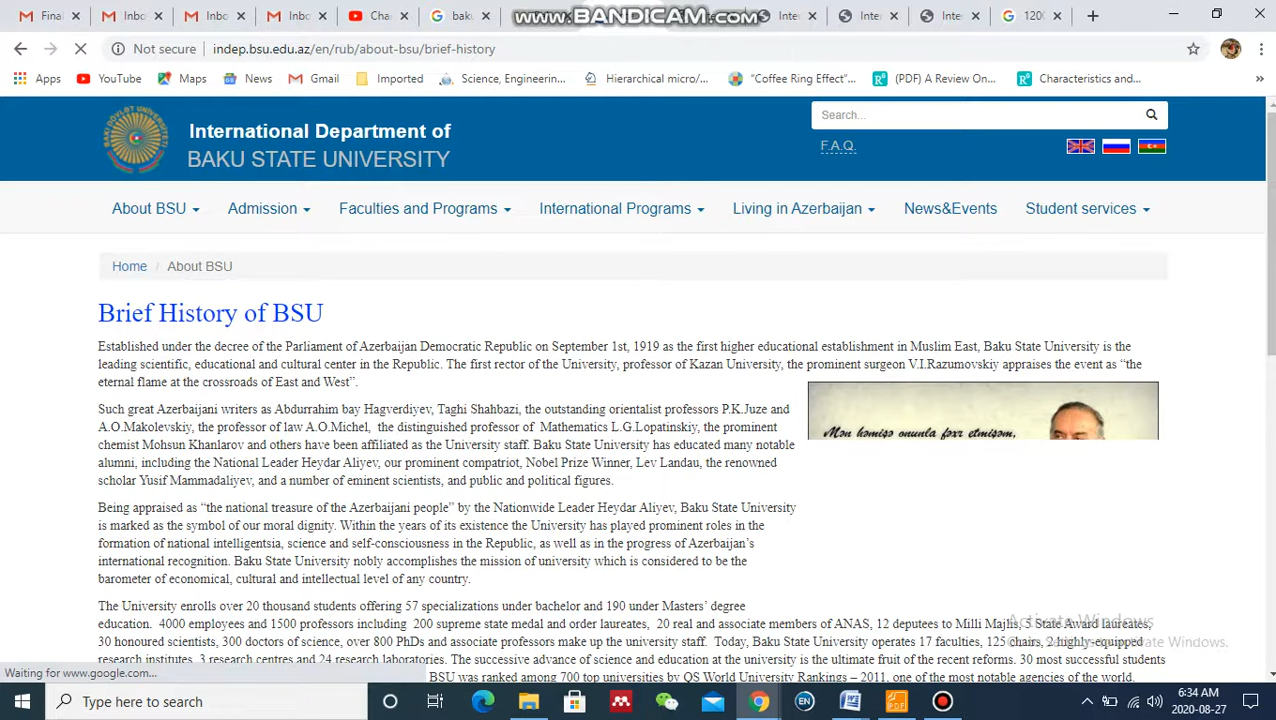 Fina
Inbo
Inb
Inbo
Cha
baku
Inte
Inte
Inte
120
www.BANDICAM.com
Not secure
indep.bsu.edu.az/en/rub/about-bsu/brief-history
Apps YouTube Maps News Gmail Imported Science, Engineerin... Hierarchical micro/... "Coffee Ring Effect"... (PDF) A Review On... Characteristics and... »
International Department of
BAKU STATE UNIVERSITY
Search...
F.A.Q.
About BSU Admission Faculties and Programs International Programs Living in Azerbaijan News&Events Student services
Home / About BSU
Brief History of BSU
Established under the decree of the Parliament of Azerbaijan Democratic Republic on September 1st, 1919 as the first higher educational establishment in Muslim East, Baku State University is the
leading scientific, educational and cultural center in the Republic. The first rector of the University, professor of Kazan University, the prominent surgeon V.I.Razumovskiy appraises the event as “the
eternal flame at the crossroads of East and West”.
Such great Azerbaijani writers as Abdurrahim bay Hagverdiyev, Taghi Shahbazi, the outstanding orientalist professors P.K.Juze and
A.O.Makolevskiy, the professor of law A.O.Michel, the distinguished professor of Mathematics L.G.Lopatinskiy, the prominent
chemist Mohsun Khanlarov and others have been affiliated as the University staff. Baku State University has educated many notable
alumni, including the National Leader Heydar Aliyev, our prominent compatriot, Nobel Prize Winner, Lev Landau, the renowned
scholar Yusif Mammadaliyev, and a number of eminent scientists, and public and political figures.
Mən həmişə onunla fəxr etmişəm,
Being appraised as “the national treasure of the Azerbaijani people” by the Nationwide Leader Heydar Aliyev, Baku State University
is marked as the symbol of our moral dignity. Within the years of its existence the University has played prominent roles in the
formation of national intelligentsia, science and self-consciousness in the Republic, as well as in the progress of Azerbaijan’s
international recognition. Baku State University nobly accomplishes the mission of university which is considered to be the
barometer of economical, cultural and intellectual level of any country.
The University enrolls over 20 thousand students offering 57 specializations under bachelor and 190 under Masters’ degree
education. 4000 employees and 1500 professors including 200 supreme state medal and order laureates, 20 real and associate members of ANAS, 12 deputees to Milli Majlis, 5 State Award laureates,
30 honoured scientists, 300 doctors of science, over 800 PhDs and associate professors make up the university staff. Today, Baku State University operates 17 faculties, 125 chairs, 2 highly-equipped
research institutes, 3 research centres and 24 research laboratories. The successive advance of science and education at the university is the ultimate fruit of the recent reforms. 30 most successful students
BSU was ranked among 700 top universities by QS World University Rankings – 2011, one of the most notable agencies of the world.
Activate Windows
Go to Settings to activate Windows.
Waiting for www.google.com...
Type here to search
EN
PDF
6:34 AM
2020-08-27